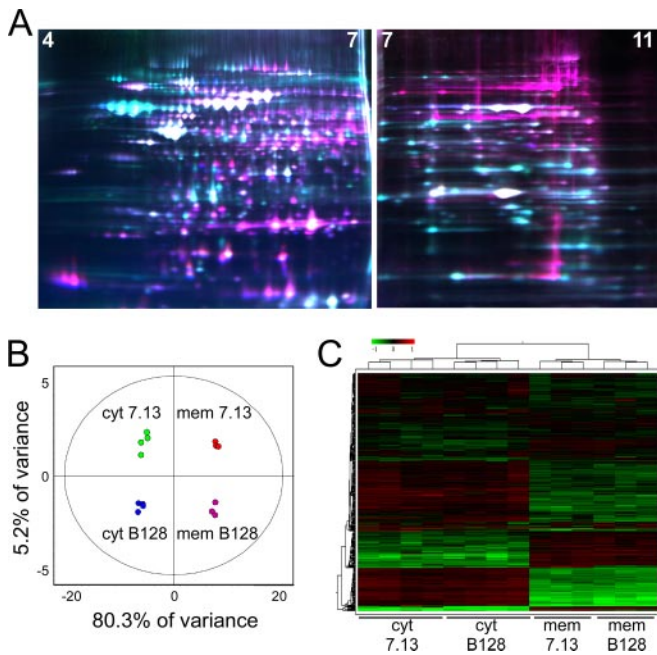 A
4
7
7
11
B
5
0
-5
-20
0
20
cyt 7.13
mem 7.13
cyt B128
mem B128
5.2% of variance
80.3% of variance
C
cyt
7.13
cyt
B128
mem
7.13
mem
B128